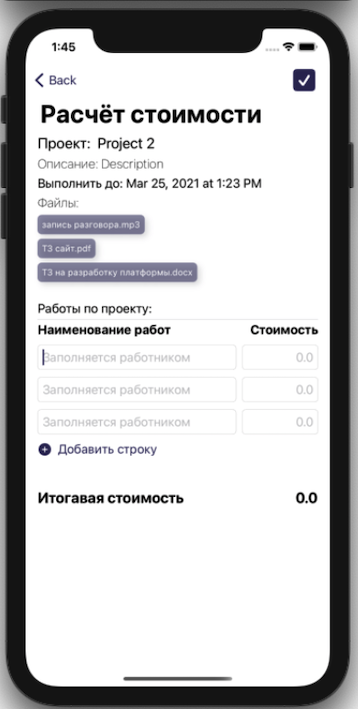 1:45
Back
Расчёт стоимости
Проект: Project 2
Описание: Description
Выполнить до: Mar 25, 2021 at 1:23 PM
Файлы:
запись разговора.mp3
ТЗ сайт.pdf
ТЗ на разработку платформы.docx
Работы по проекту:
Наименование работ Стоимость
Заполняется работником 0.0
Заполняется работником 0.0
Заполняется работником 0.0
Добавить строку
Итогавая стоимость 0.0